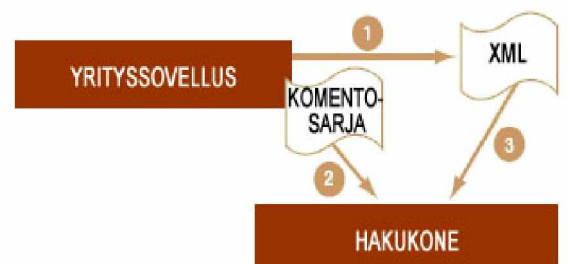 1
XML
YRITYSSOVELLUS
KOMENTO-
SARJA
2
3
HAKUKONE